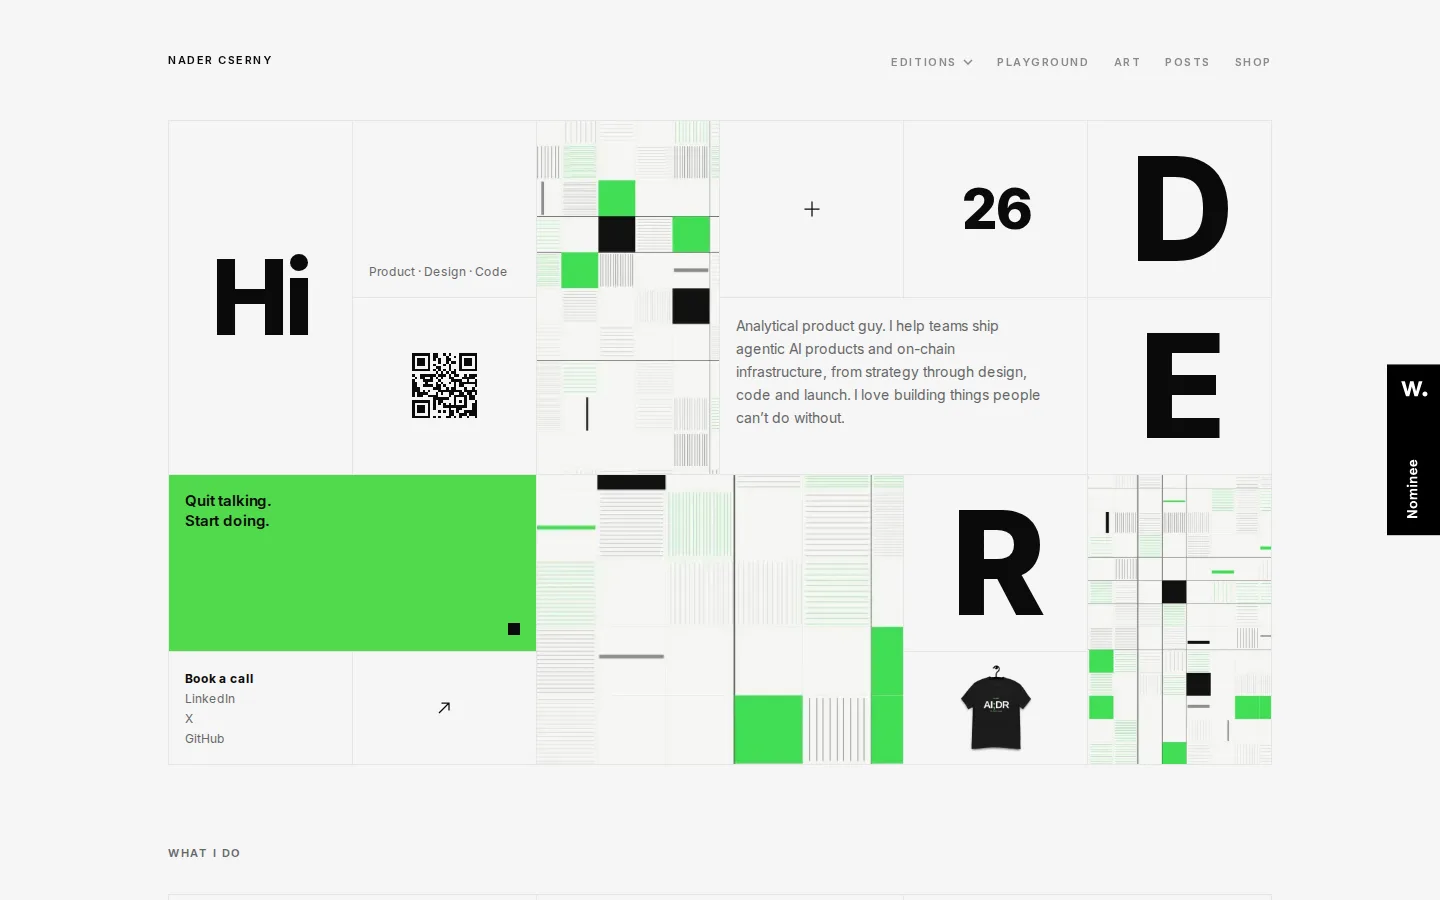 NADER CSERNY
EDITIONS
PLAYGROUND
ART
POSTS
SHOP
Hi
Product · Design · Code
26
D
Analytical product guy. I help teams ship
agentic AI products and on-chain
infrastructure, from strategy through design,
code and launch. I love building things people
can’t do without.
E
W.
Nominee
Quit talking.
Start doing.
R
Book a call
LinkedIn
X
GitHub
AI;DR
WHAT I DO